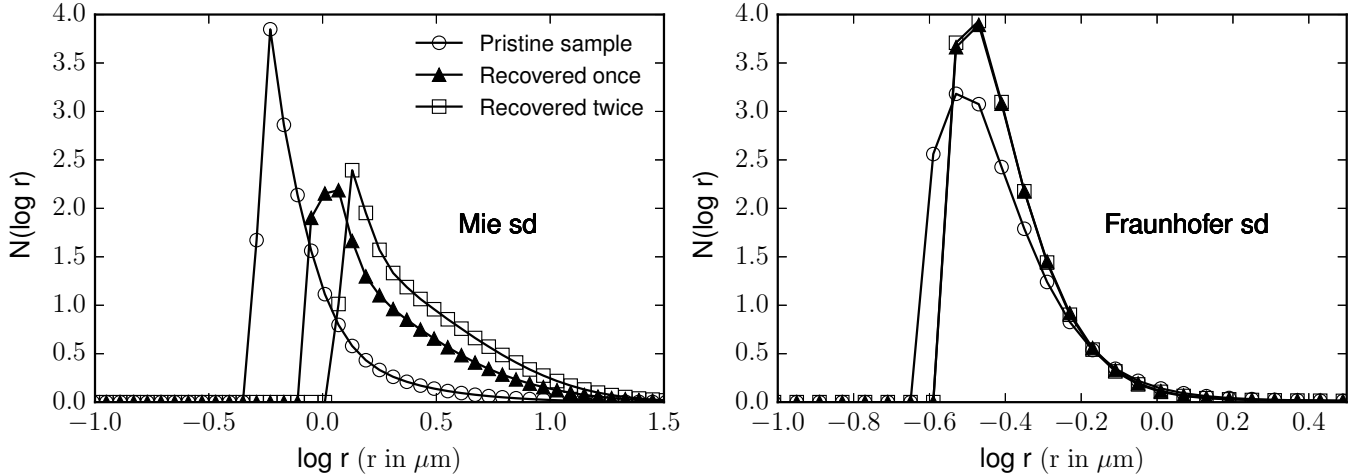 4.0
3.5
3.0
2.5
2.0
1.5
1.0
0.5
0.0
N(log r)
Pristine sample
Recovered once
Recovered twice
Mie sd
−1.0 −0.5 0.0 0.5 1.0 1.5
log r (r in μm)
4.0
3.5
3.0
2.5
2.0
1.5
1.0
0.5
0.0
N(log r)
Fraunhofer sd
−1.0 −0.8 −0.6 −0.4 −0.2 0.0 0.2 0.4
log r (r in μm)